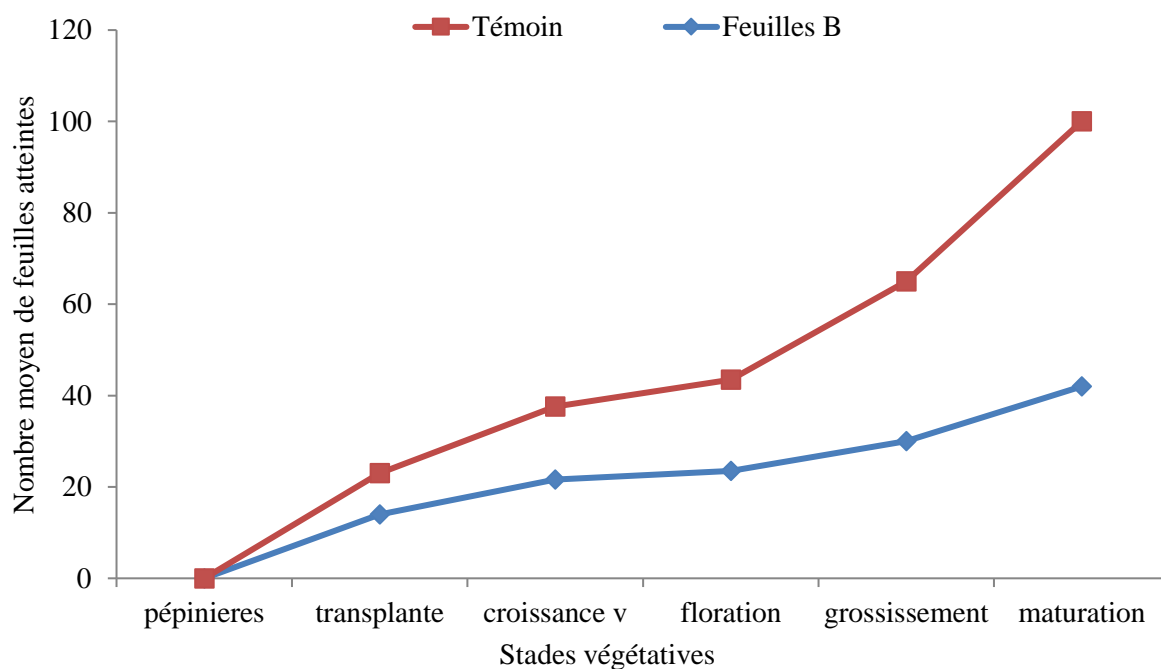 Témoin
Feuilles B
120
100
80
60
40
20
0
Nombre moyen de feuilles atteintes
pépinieres
transplante
croissance v
floration
grossissement
maturation
Stades végétatives